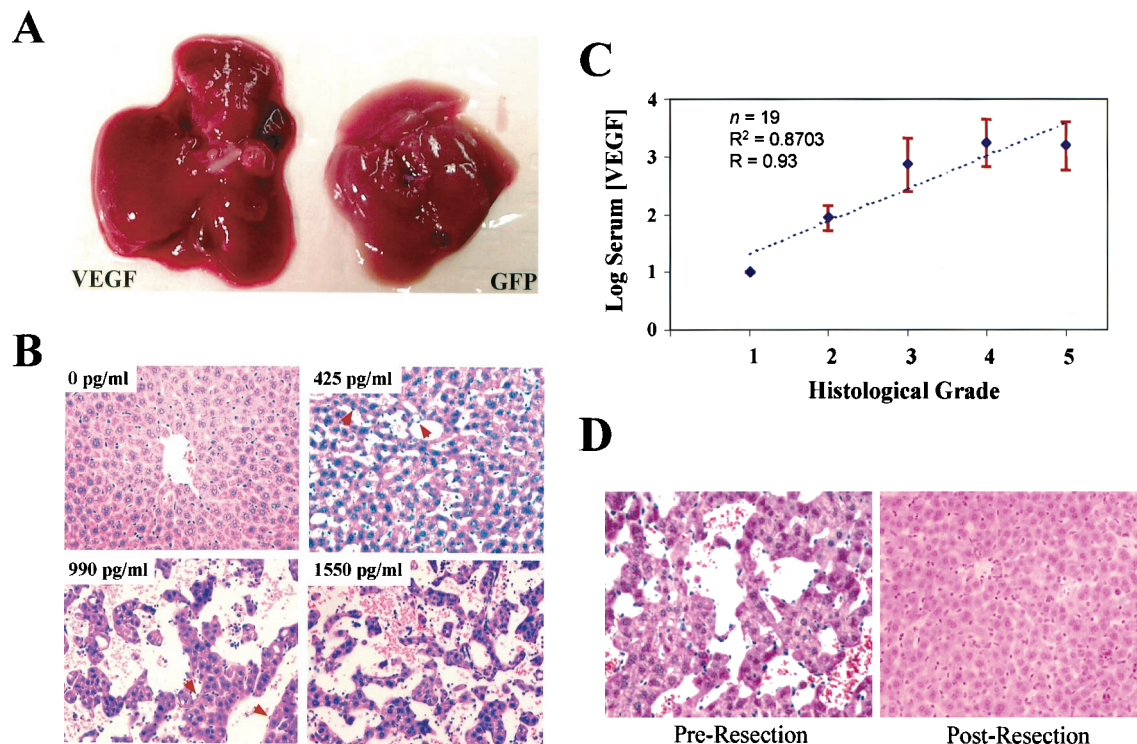 A
VEGF
GFP
B
0 pg/ml
425 pg/ml
990 pg/ml
1550 pg/ml
C
n = 19
R² = 0.8703
R = 0.93
Log Serum [VEGF]
4
3
2
1
0
1 2 3 4 5
Histological Grade
D
Pre-Resection
Post-Resection